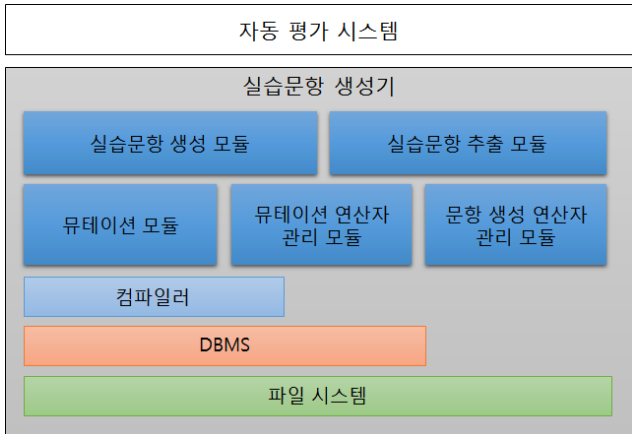 자동 평가 시스템
실습문항 생성기
실습문항 생성 모듈
실습문항 추출 모듈
뮤테이션 모듈
뮤테이션 연산자
관리 모듈
문항 생성 연산자
관리 모듈
컴파일러
DBMS
파일 시스템